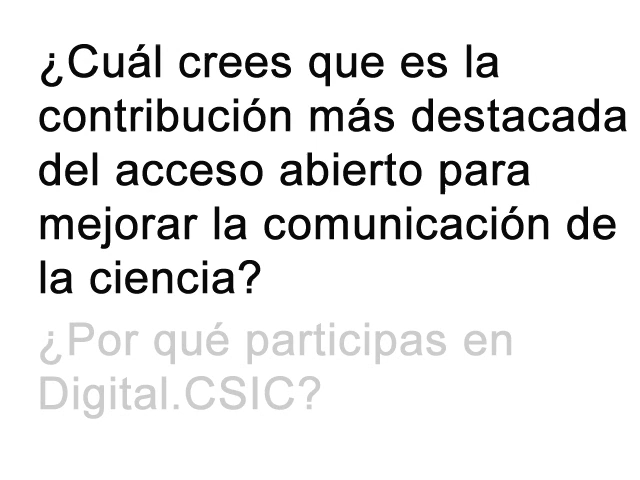 ¿Cuál crees que es la
contribución más destacada
del acceso abierto para
mejorar la comunicación de
la ciencia?
¿Por qué participas en
Digital.CSIC?